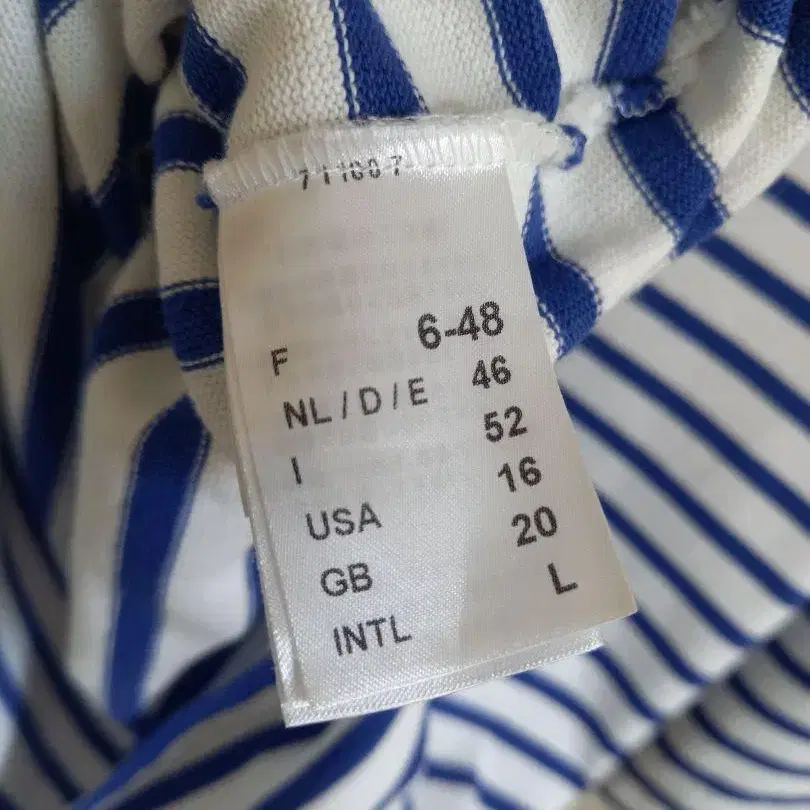 F 6-48
NL / D / E 46
I 52
USA 16
GB 20
INTL L